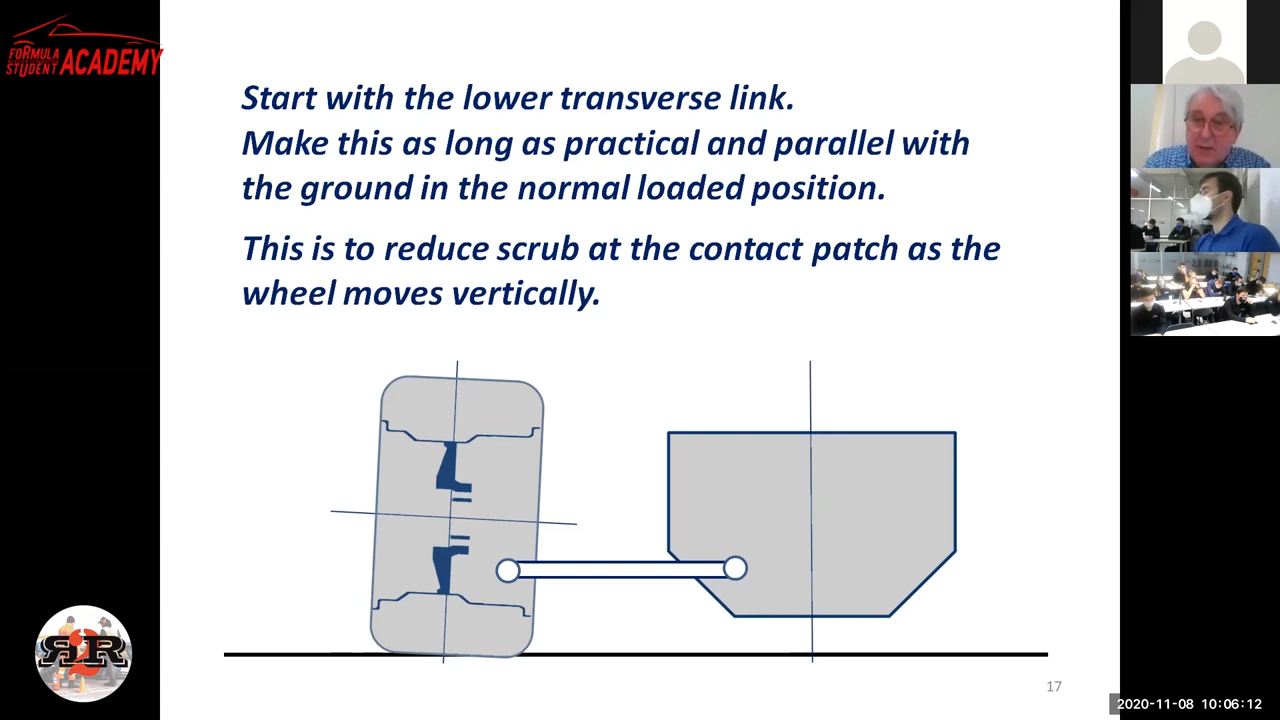 FORMULA
STUDENT ACADEMY
Start with the lower transverse link.
Make this as long as practical and parallel with
the ground in the normal loaded position.
This is to reduce scrub at the contact patch as the
wheel moves vertically.
R2R
17
2020-11-08 10:06:12